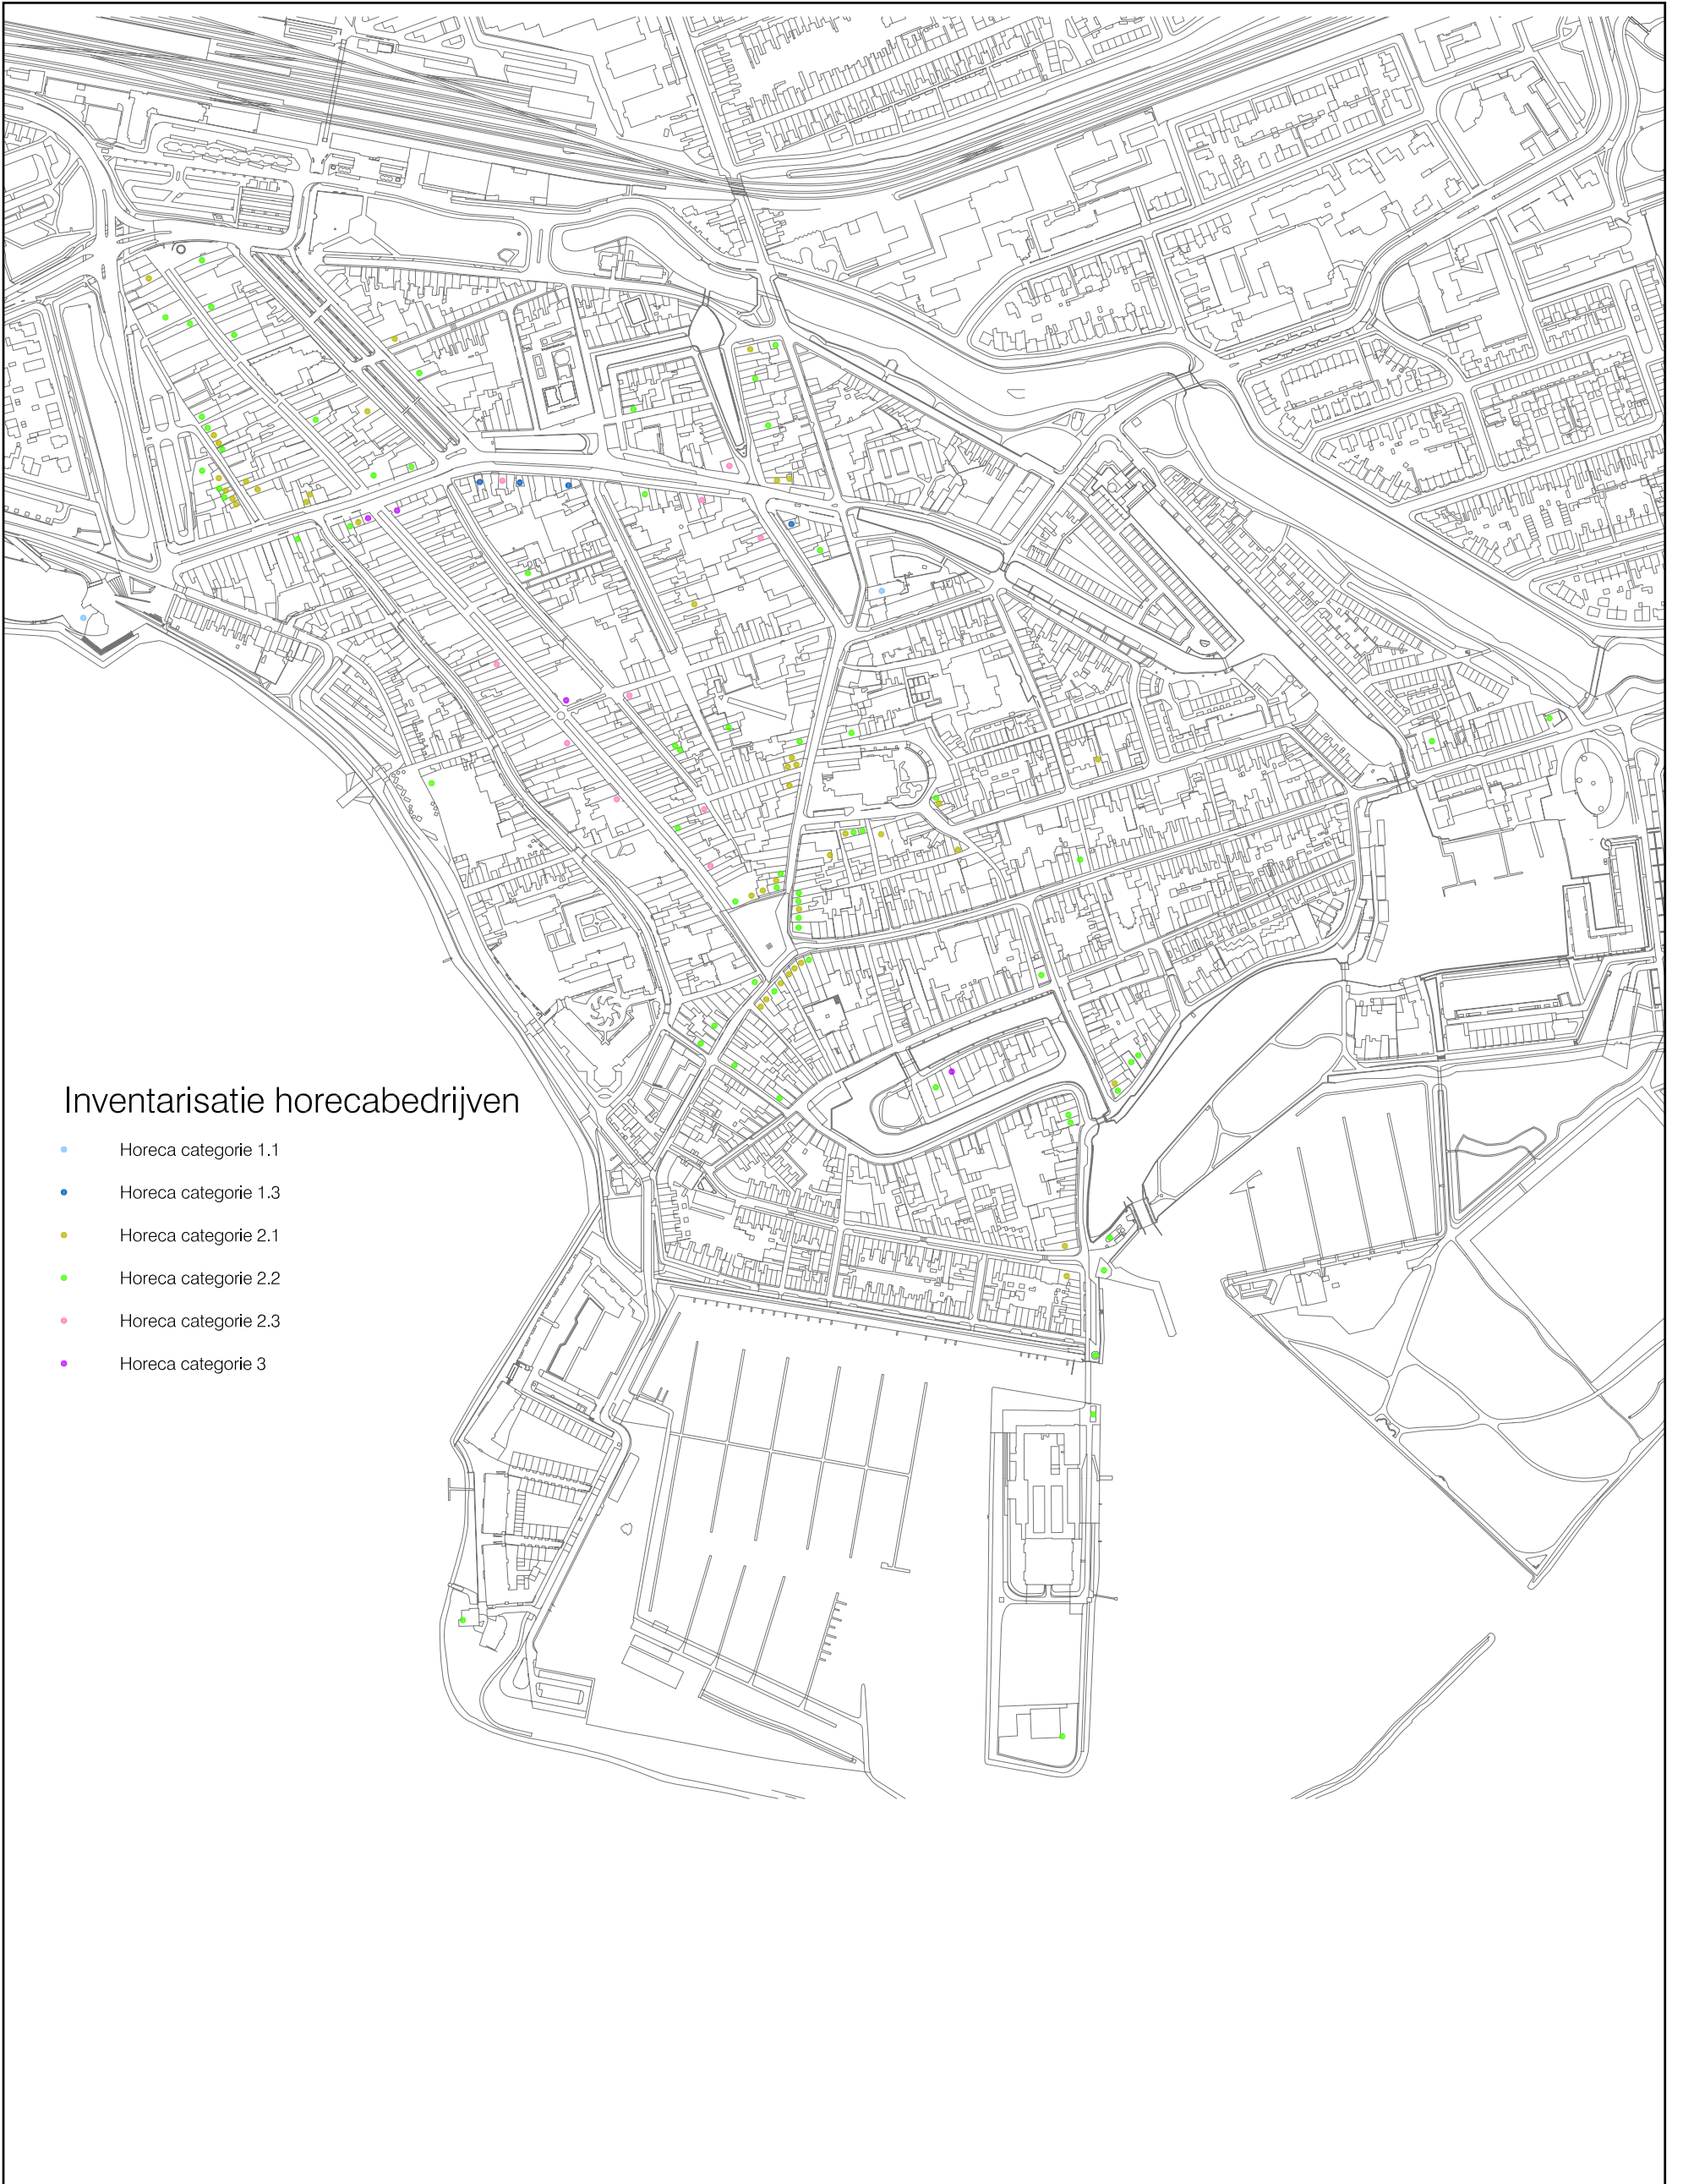 Inventarisatie horecabedrijven
Horeca categorie 1.1
Horeca categorie 1.3
Horeca categorie 2.1
Horeca categorie 2.2
Horeca categorie 2.3
Horeca categorie 3